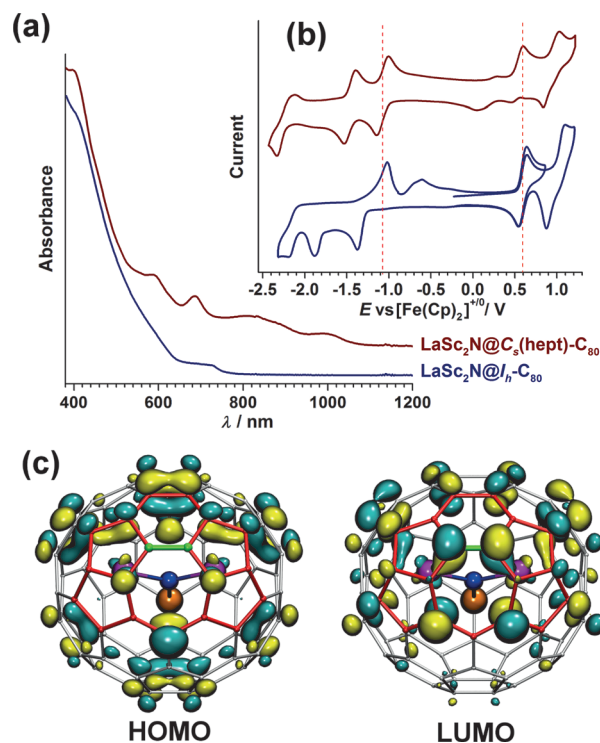 (a)
(b)
Absorbance
Current
-2.5 -2.0 -1.5 -1.0 -0.5 0.0 0.5 1.0
E vs [Fe(Cp)₂]⁺ᐟ⁰/ V
LaSc₂N@Cₛ(hept)-C₈₀
LaSc₂N@Iₕ-C₈₀
400 600 800 1000 1200
λ / nm
(c)
HOMO
LUMO